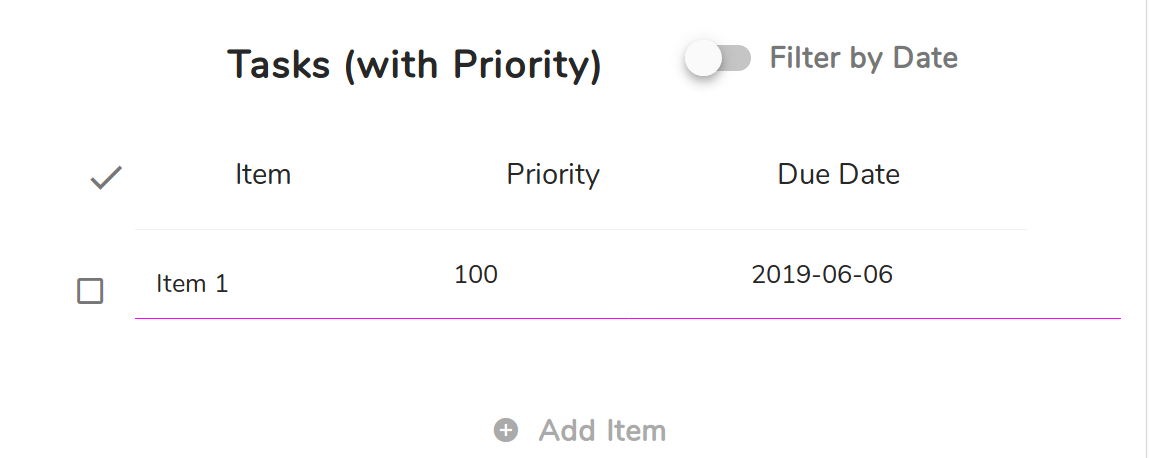 Tasks (with Priority) Filter by Date
Item Priority Due Date
Item 1 100 2019-06-06
Add Item